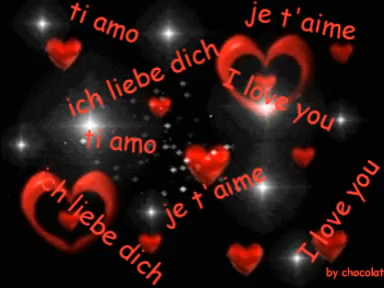 ti amo
je t'aime
ich liebe dich
I love you
ti amo
je t'aime
ich liebe dich
I love you
by chocolat